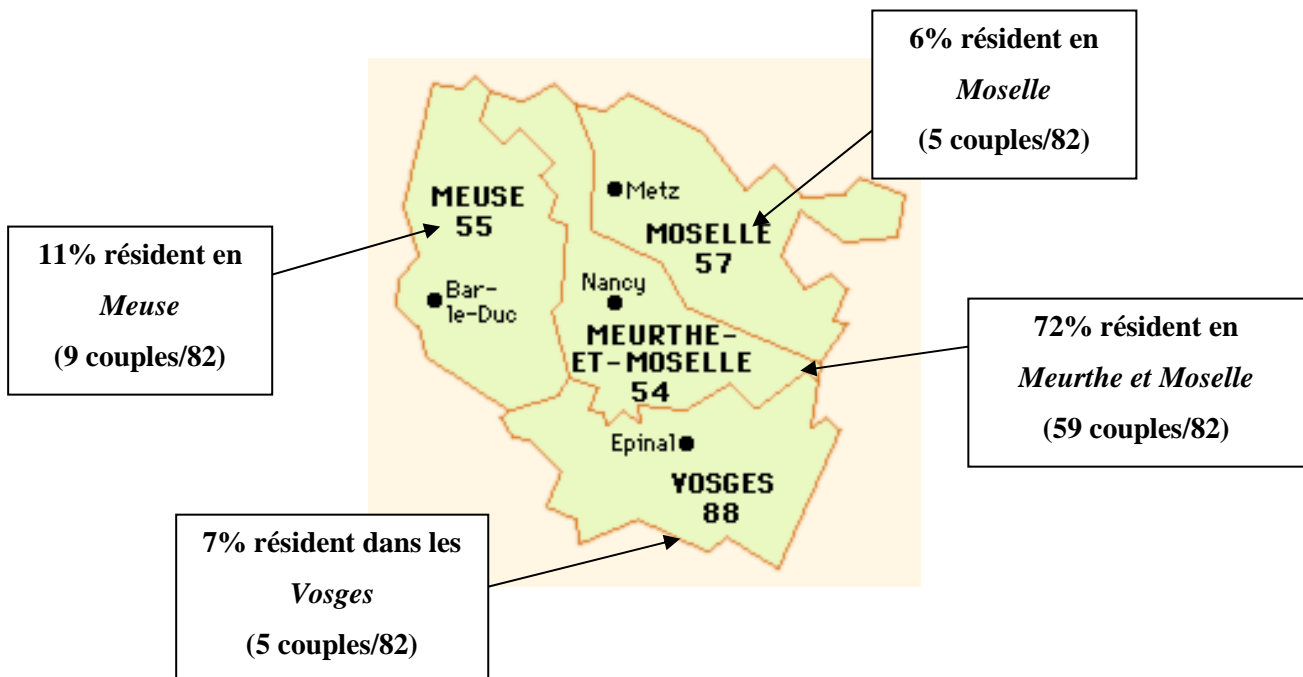 6% résident en
Moselle
(5 couples/82)
MEUSE
55
Metz
MOSELLE
57
11% résident en
Meuse
(9 couples/82)
Bar-
le-Duc
Nancy
MEURTHE-
ET-MOSELLE
54
72% résident en
Meurthe et Moselle
(59 couples/82)
Epinal
VOSGES
88
7% résident dans les
Vosges
(5 couples/82)